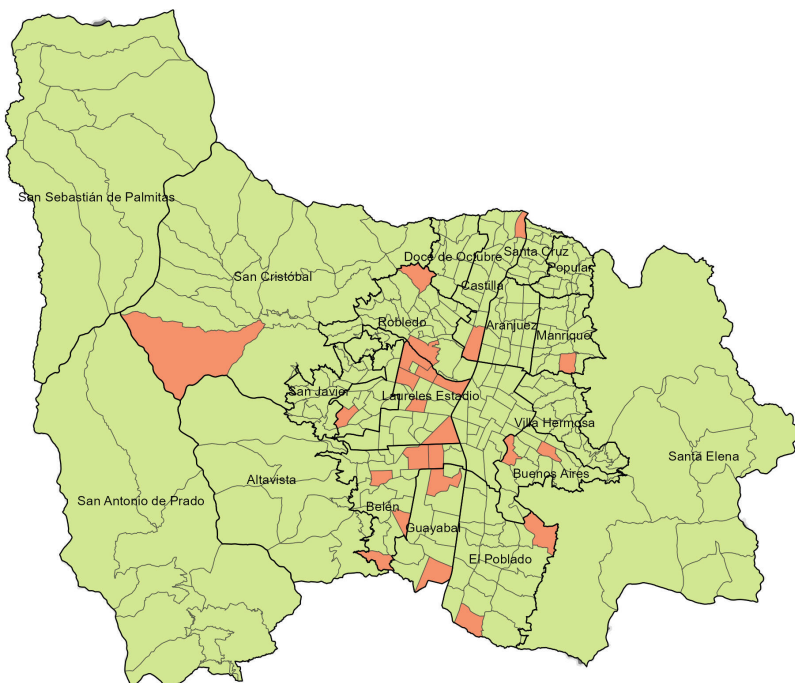 San Sebastián de Palmitas
Doce de Octubre
Santa Cruz
Popular
San Cristóbal
Castilla
Robledo
Aranjuez
Manrique
San Javier
Laureles Estadio
Villa Hermosa
Santa Elena
Buenos Aires
Altavista
San Antonio de Prado
Belén
Guayabal
El Poblado